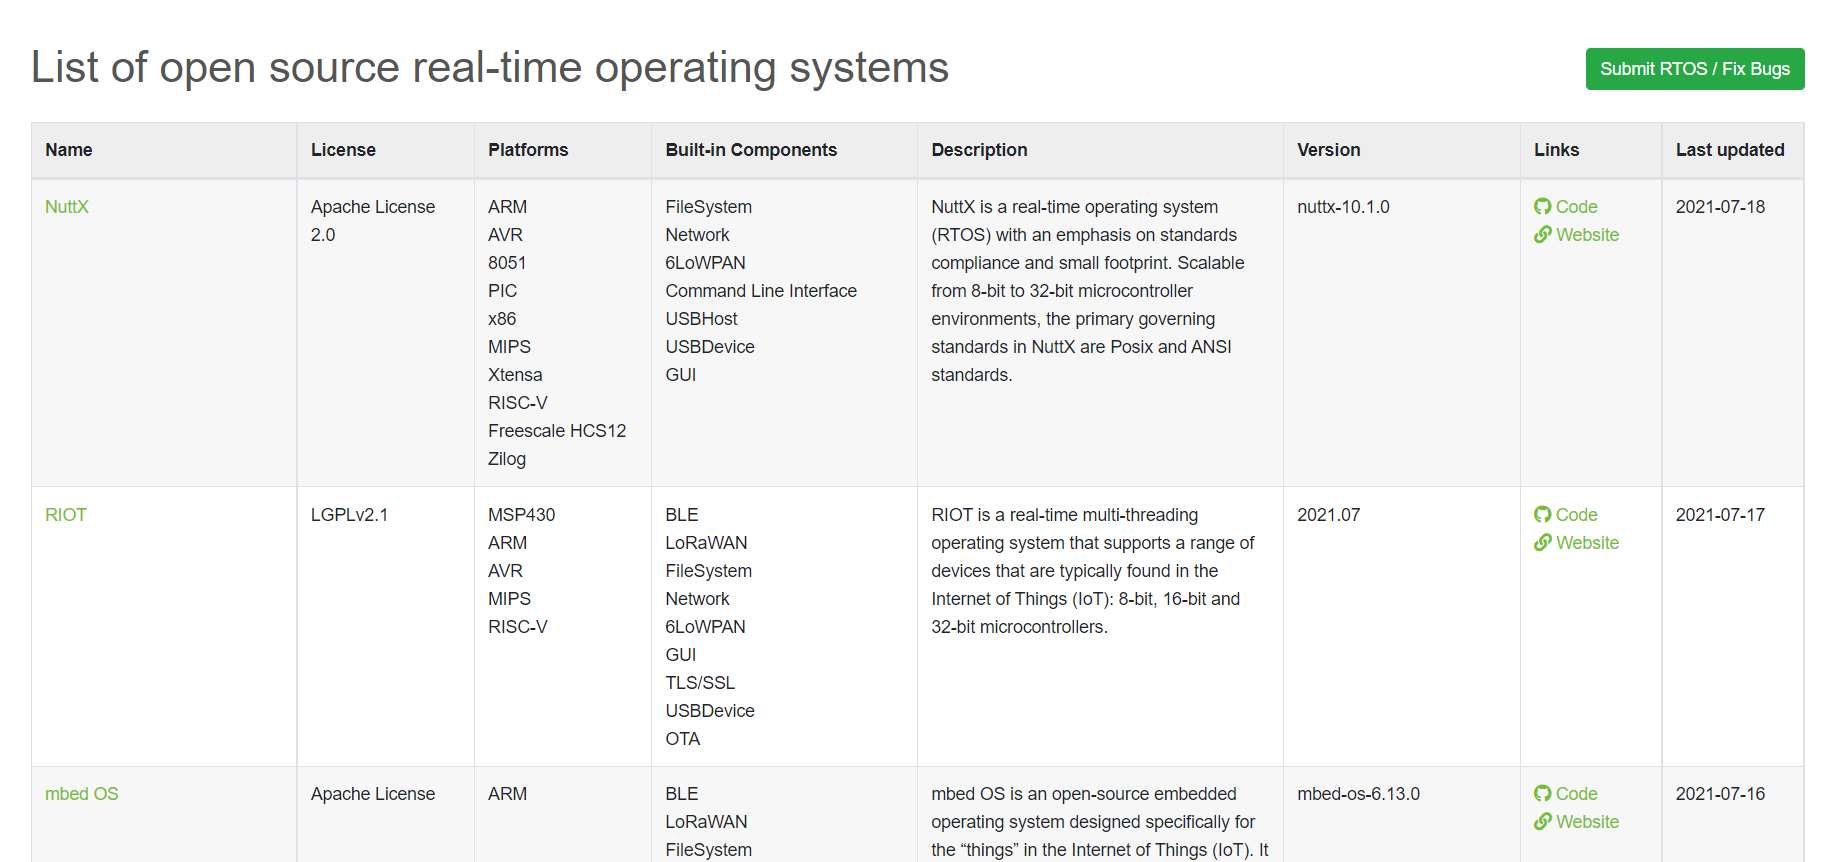 List of open source real-time operating systems
Submit RTOS / Fix Bugs
Name License Platforms Built-in Components Description Version Links Last updated
NuttX
Apache License
2.0
ARM
AVR
8051
PIC
x86
MIPS
Xtensa
RISC-V
Freescale HCS12
Zilog
FileSystem
Network
6LoWPAN
Command Line Interface
USBHost
USBDevice
GUI
NuttX is a real-time operating system
(RTOS) with an emphasis on standards
compliance and small footprint. Scalable
from 8-bit to 32-bit microcontroller
environments, the primary governing
standards in NuttX are Posix and ANSI
standards.
nuttx-10.1.0
Code
Website
2021-07-18
RIOT
LGPLv2.1
MSP430
ARM
AVR
MIPS
RISC-V
BLE
LoRaWAN
FileSystem
Network
6LoWPAN
GUI
TLS/SSL
USBDevice
OTA
RIOT is a real-time multi-threading
operating system that supports a range of
devices that are typically found in the
Internet of Things (IoT): 8-bit, 16-bit and
32-bit microcontrollers.
2021.07
Code
Website
2021-07-17
mbed OS
Apache License
ARM
BLE
LoRaWAN
FileSystem
mbed OS is an open-source embedded
operating system designed specifically for
the “things” in the Internet of Things (IoT). It
mbed-os-6.13.0
Code
Website
2021-07-16